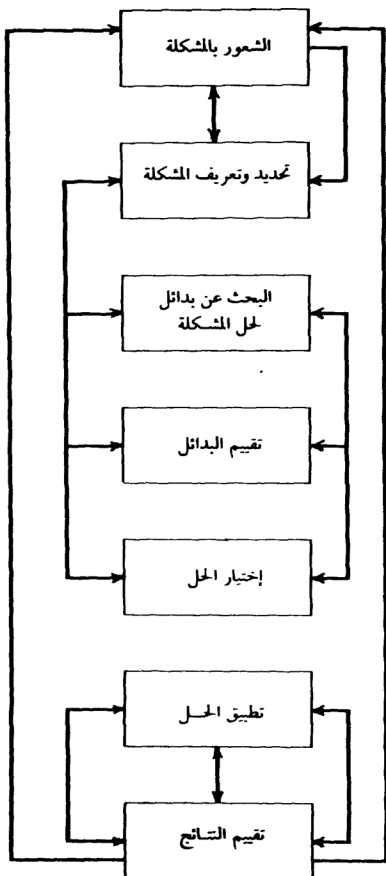 الشعور بالمشكلة
تحديد وتعريف المشكلة
البحث عن بدائل
لحل المشكلة
تقييم البدائل
إختيار الحل
تطبيق الحل
تقييم النتائج